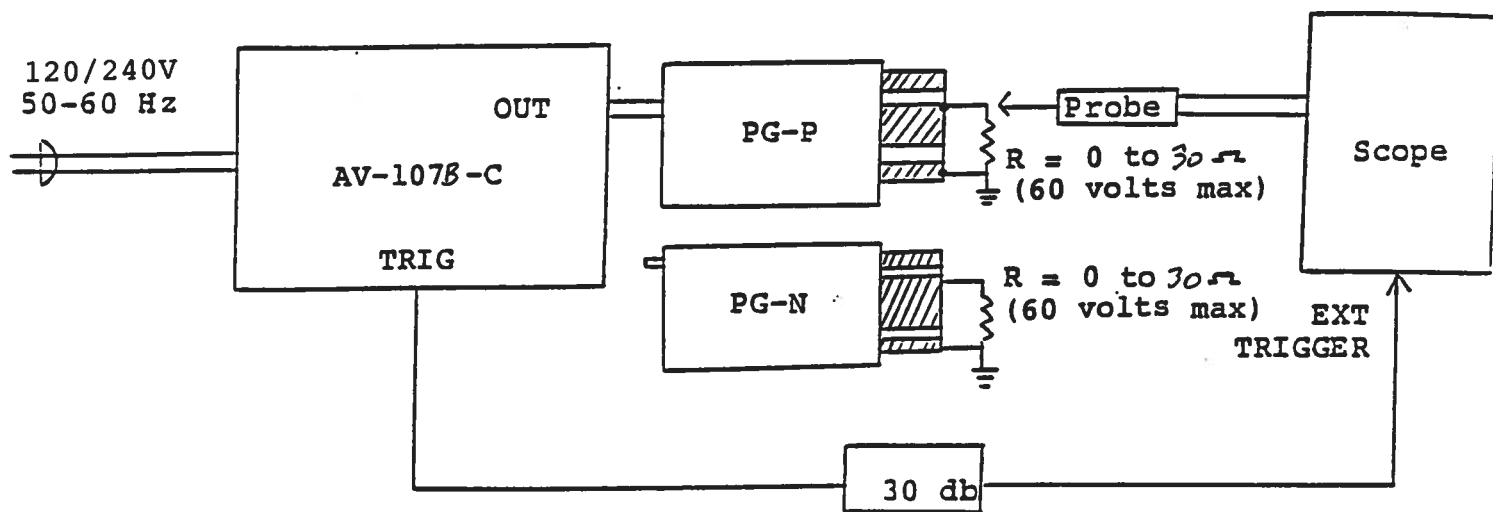 120/240V
50-60 Hz
OUT
AV-107B-C
TRIG
PG-P
R = 0 to 30 Ω
(60 volts max)
Probe
Scope
PG-N
R = 0 to 30 Ω
(60 volts max)
EXT
TRIGGER
30 db